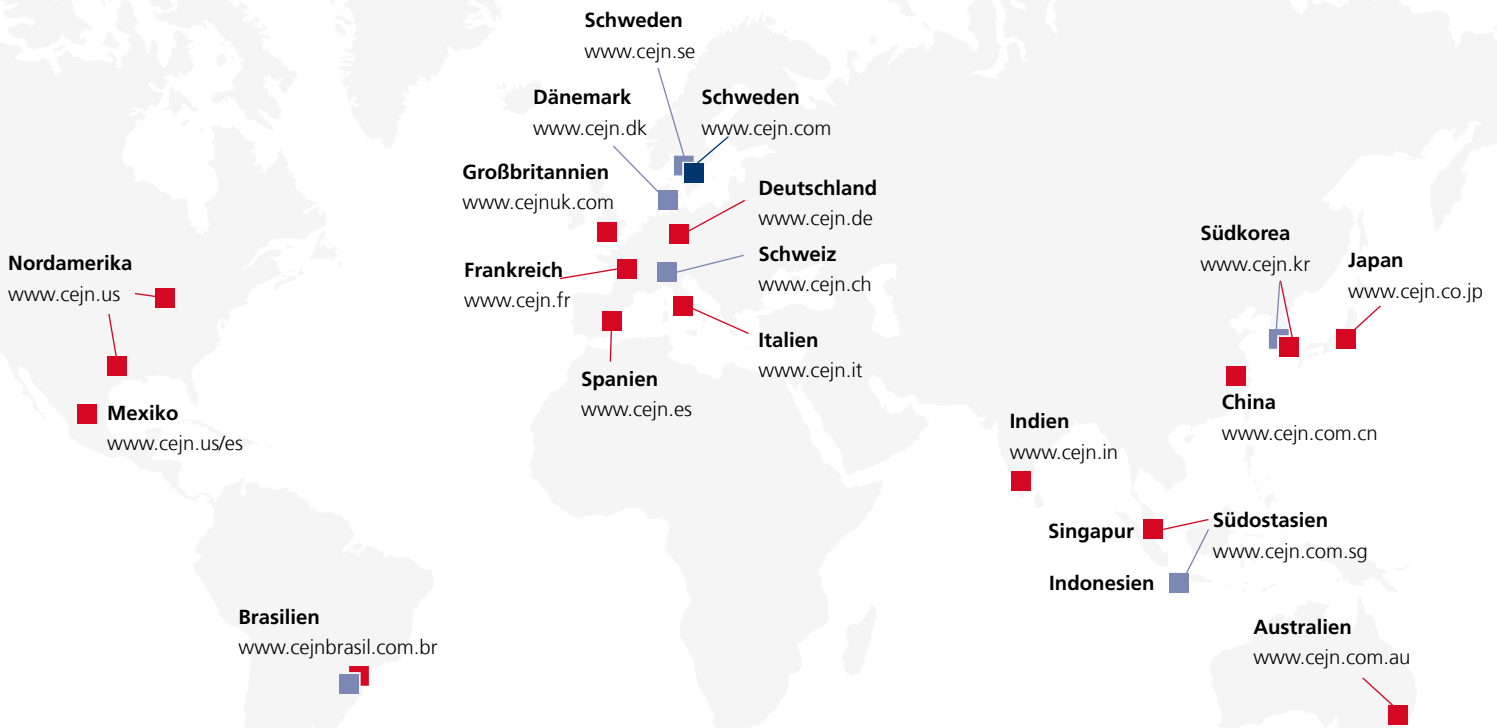 Schweden
www.cejn.se
Dänemark
www.cejn.dk
Schweden
www.cejn.com
Großbritannien
www.cejnuk.com
Deutschland
www.cejn.de
Nordamerika
www.cejn.us
Frankreich
www.cejn.fr
Schweiz
www.cejn.ch
Südkorea
www.cejn.kr
Japan
www.cejn.co.jp
Italien
www.cejn.it
Spanien
www.cejn.es
Mexiko
www.cejn.us/es
China
www.cejn.com.cn
Indien
www.cejn.in
Singapur
Südostasien
www.cejn.com.sg
Indonesien
Brasilien
www.cejnbrasil.com.br
Australien
www.cejn.com.au